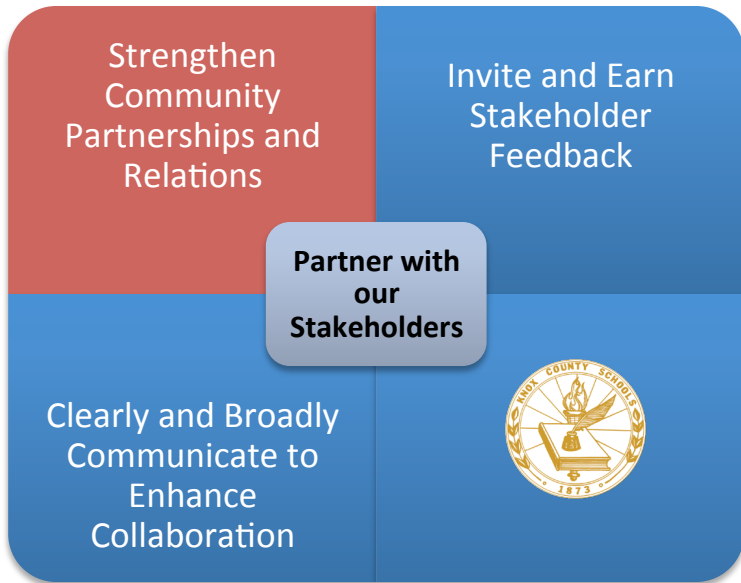 Strengthen
Community
Partnerships and
Relations
Invite and Earn
Stakeholder
Feedback
Partner with
our
Stakeholders
Clearly and Broadly
Communicate to
Enhance
Collaboration
KNOX COUNTY SCHOOLS
1873